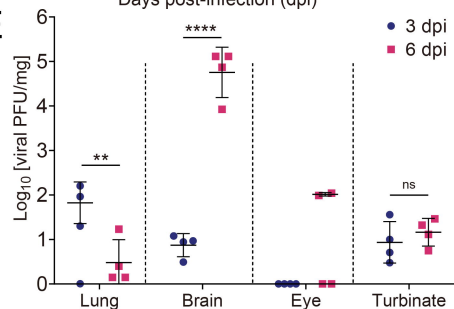 Days post-infection (dpi)
Log10 [viral PFU/mg]
6
5
4
3
2
1
0
3 dpi
6 dpi
**
****
ns
Lung
Brain
Eye
Turbinate